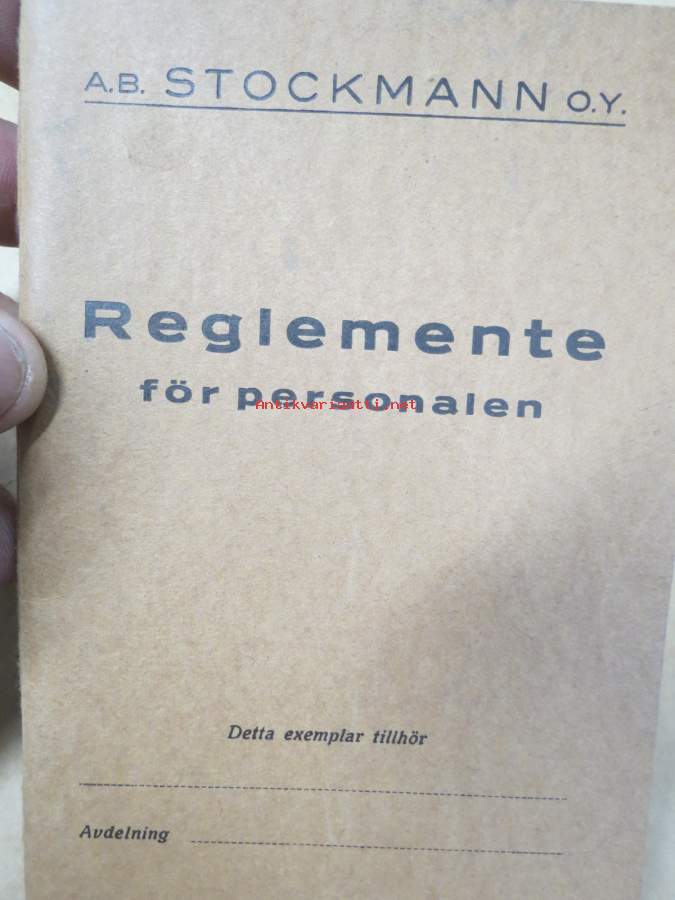 A.B. STOCKMANN O.Y.
Reglemente
för personalen
Antikvariaatti.net
Detta exemplar tillhör
Avdelning